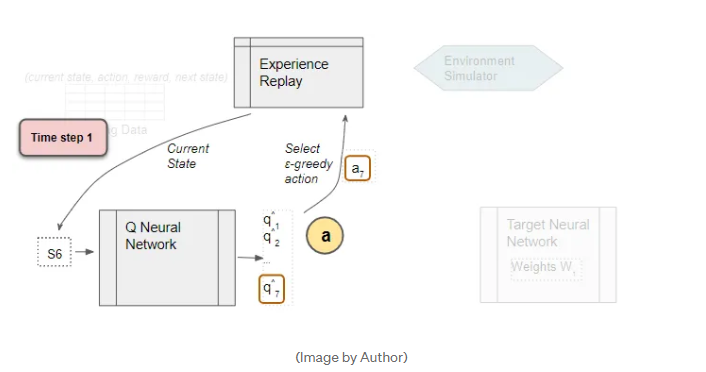 Experience
Replay
Environment
Simulator
(current state, action, reward, next state)
Time step 1
g Data
Current
State
Select
ε-greedy
action
a7
S6
Q Neural
Network
q^1
q^2
...
q^7
a
Target Neural
Network
Weights W1
(Image by Author)